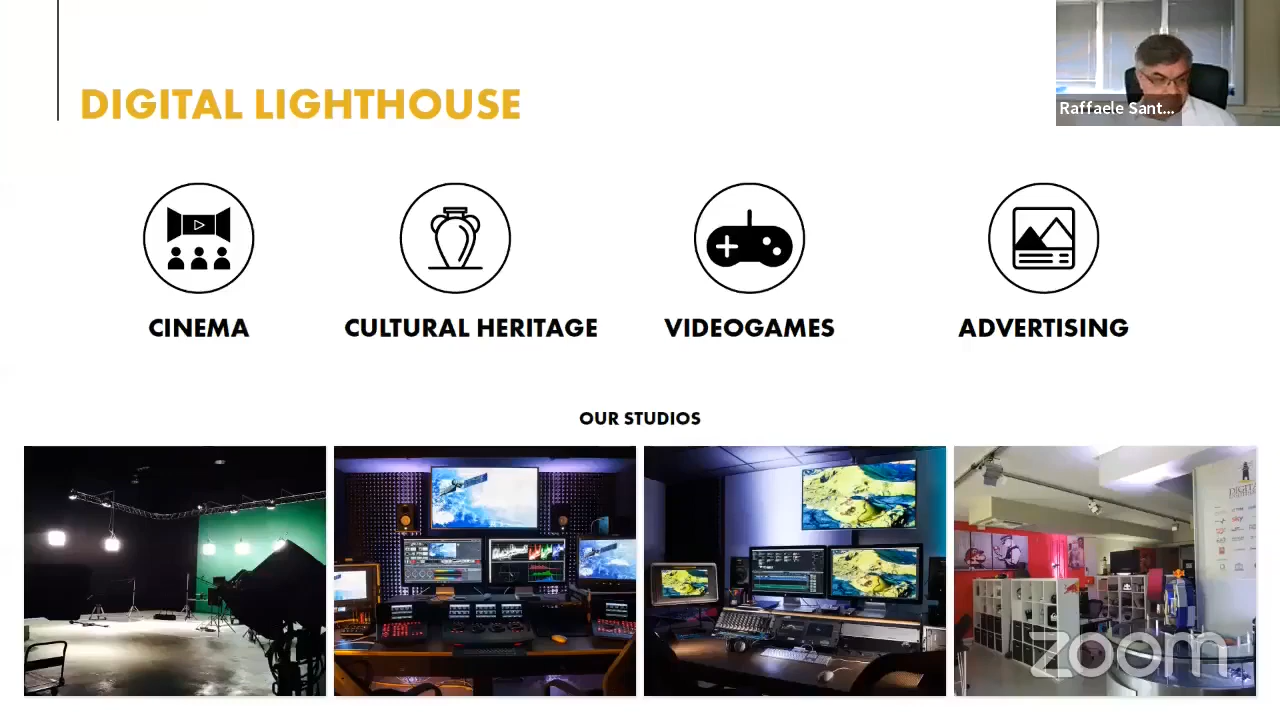 DIGITAL LIGHTHOUSE
Raffaele Sant...
CINEMA
CULTURAL HERITAGE
VIDEOGAMES
ADVERTISING
OUR STUDIOS
zoom